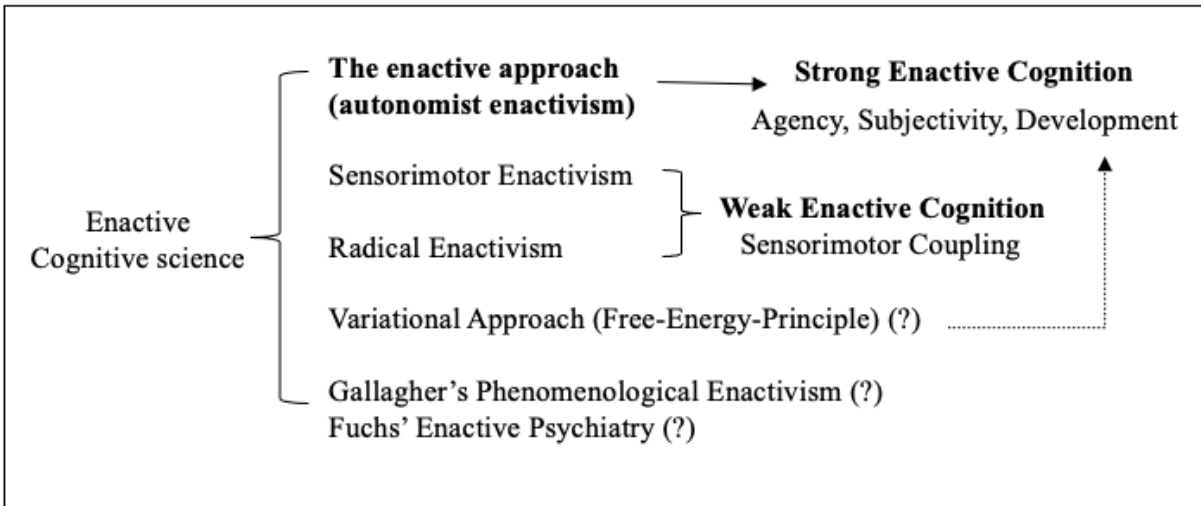 The enactive approach
(autonomist enactivism)
Strong Enactive Cognition
Agency, Subjectivity, Development
Sensorimotor Enactivism
Radical Enactivism
Weak Enactive Cognition
Sensorimotor Coupling
Enactive
Cognitive science
Variational Approach (Free-Energy-Principle) (?)
Gallagher’s Phenomenological Enactivism (?)
Fuchs’ Enactive Psychiatry (?)